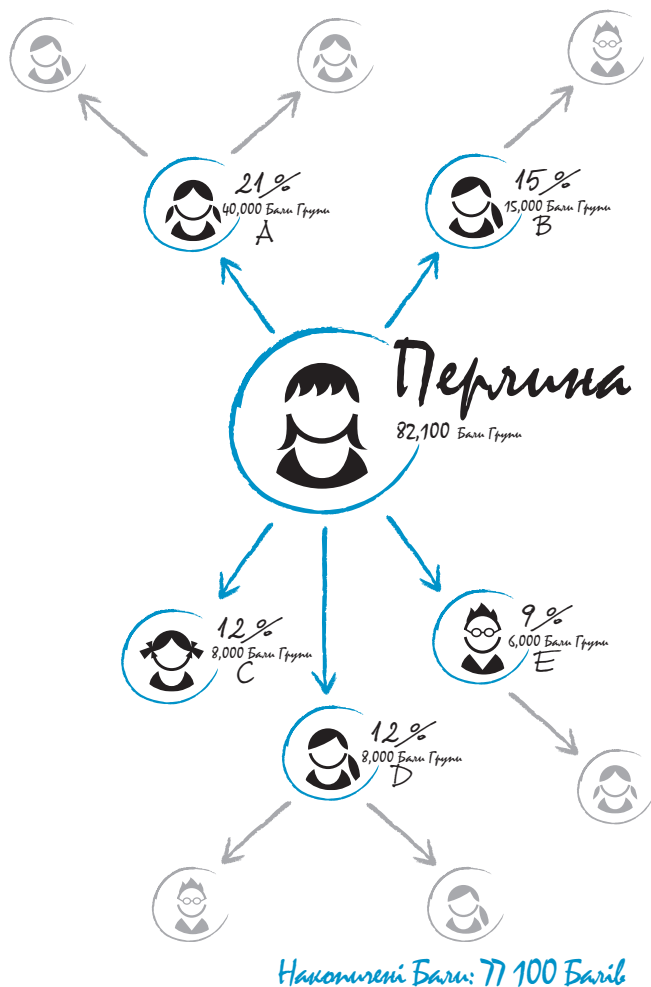 21 %
40,000 Бали Групи
A
15 %
15,000 Бали Групи
B
Перлина
82,100 Бали Групи
12 %
8,000 Бали Групи
C
9 %
6,000 Бали Групи
E
12 %
8,000 Бали Групи
D
Накопичені Бали: 77 100 Балів